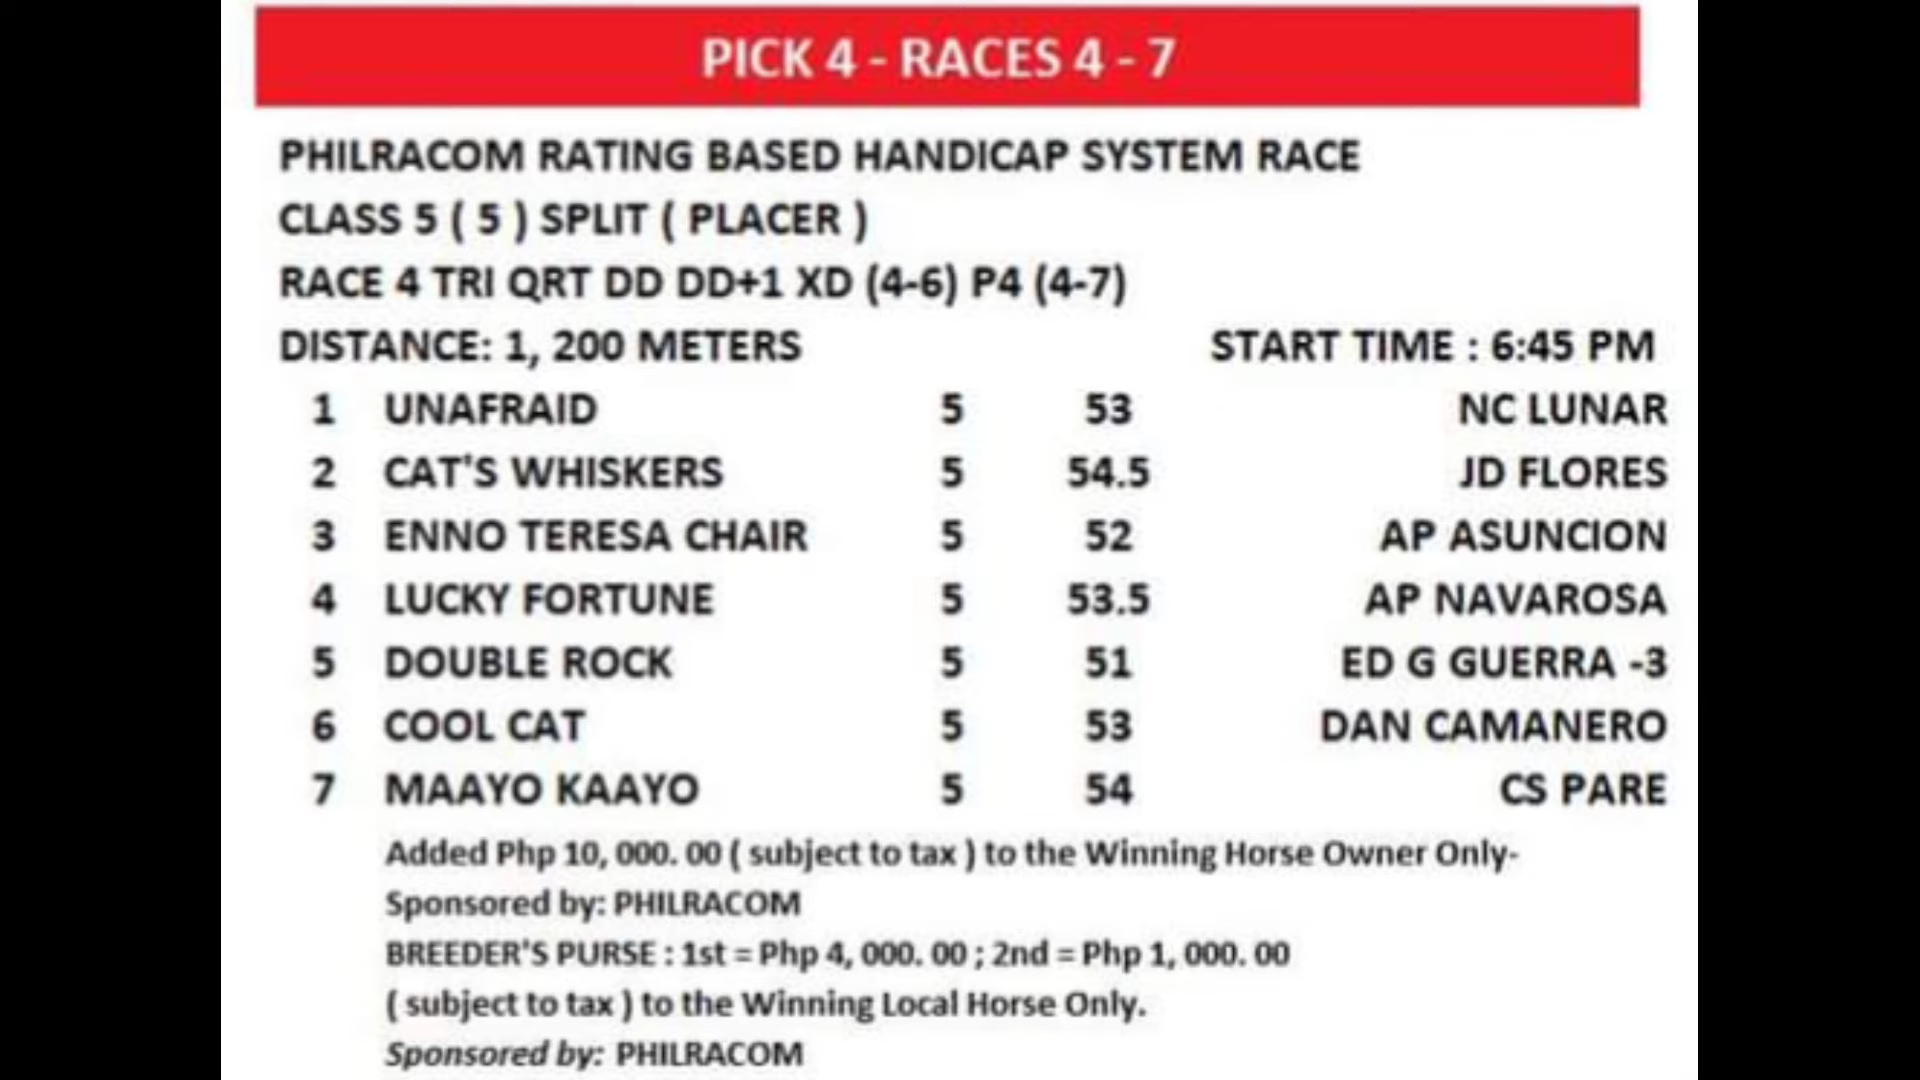 PICK 4 - RACES 4 - 7
PHILRACOM RATING BASED HANDICAP SYSTEM RACE
CLASS 5 ( 5 ) SPLIT ( PLACER )
RACE 4 TRI QRT DD DD+1 XD (4-6) P4 (4-7)
DISTANCE: 1, 200 METERS START TIME : 6:45 PM
1 UNAFRAID 5 53 NC LUNAR
2 CAT'S WHISKERS 5 54.5 JD FLORES
3 ENNO TERESA CHAIR 5 52 AP ASUNCION
4 LUCKY FORTUNE 5 53.5 AP NAVAROSA
5 DOUBLE ROCK 5 51 ED G GUERRA -3
6 COOL CAT 5 53 DAN CAMANERO
7 MAAYO KAAYO 5 54 CS PARE
Added Php 10, 000. 00 ( subject to tax ) to the Winning Horse Owner Only-
Sponsored by: PHILRACOM
BREEDER'S PURSE : 1st = Php 4, 000. 00 ; 2nd = Php 1, 000. 00
( subject to tax ) to the Winning Local Horse Only.
Sponsored by: PHILRACOM